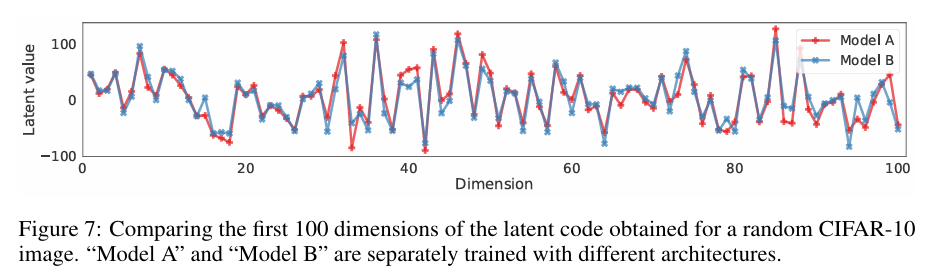 Latent value
100
0
−100
Model A
Model B
0 20 40 60 80 100
Dimension
Figure 7: Comparing the first 100 dimensions of the latent code obtained for a random CIFAR-10
image. “Model A” and “Model B” are separately trained with different architectures.